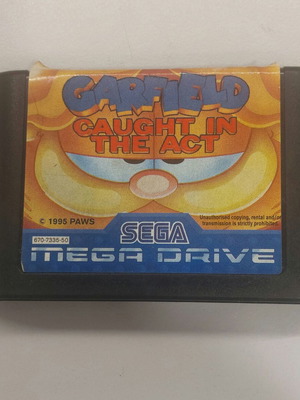 GARFIELD
CAUGHT IN
THE ACT
© 1995 PAWS
Unauthorised copying, rental and/or
transmission is strictly prohibited.
670-7335-50
SEGA
MEGA DRIVE